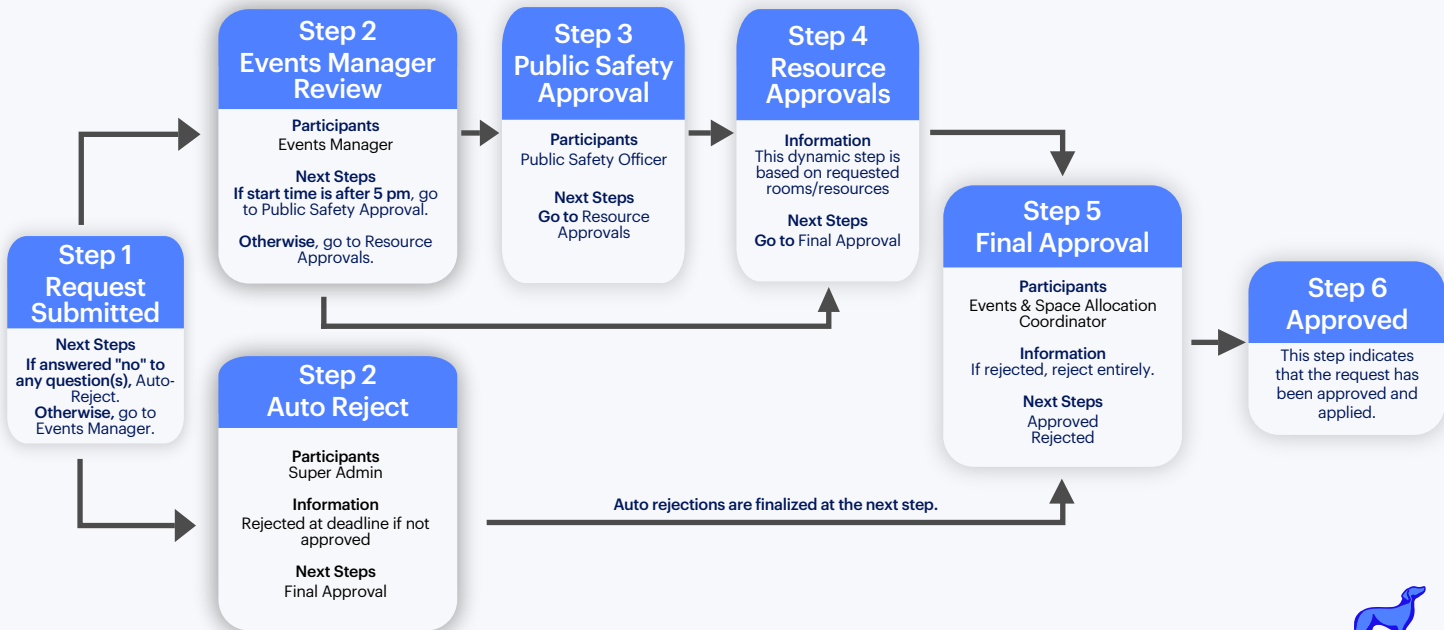 Step 1
Request
Submitted
Next Steps
If answered "no" to
any question(s), Auto-
Reject.
Otherwise, go to
Events Manager.
Step 2
Events Manager
Review
Participants
Events Manager
Next Steps
If start time is after 5 pm, go
to Public Safety Approval.
Otherwise, go to Resource
Approvals.
Step 2
Auto Reject
Participants
Super Admin
Information
Rejected at deadline if not
approved
Next Steps
Final Approval
Step 3
Public Safety
Approval
Participants
Public Safety Officer
Next Steps
Go to Resource
Approvals
Step 4
Resource
Approvals
Information
This dynamic step is
based on requested
rooms/resources
Next Steps
Go to Final Approval
Auto rejections are finalized at the next step.
Step 5
Final Approval
Participants
Events & Space Allocation
Coordinator
Information
If rejected, reject entirely.
Next Steps
Approved
Rejected
Step 6
Approved
This step indicates
that the request has
been approved and
applied.